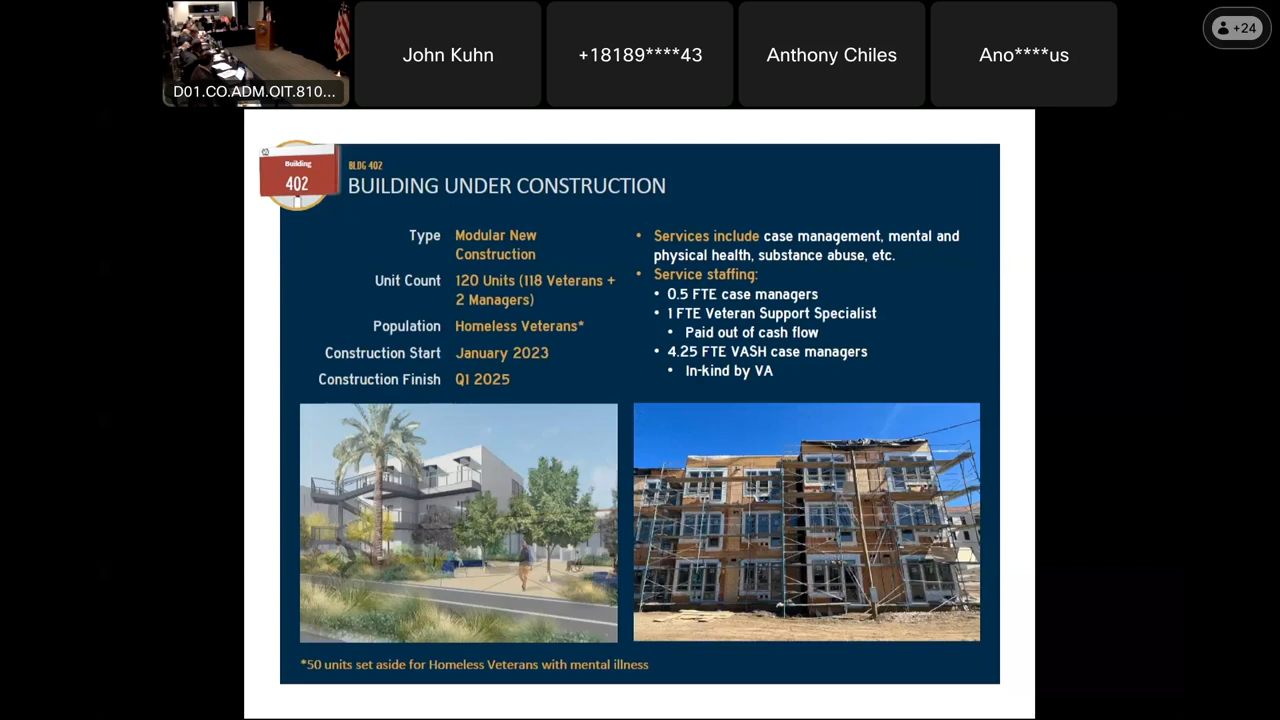 D01.CO.ADM.OIT.810...
John Kuhn
+18189****43
Anthony Chiles
Ano****us
+24
Building
402
BLDG 402
BUILDING UNDER CONSTRUCTION
Type
Modular New
Construction
Unit Count
120 Units (118 Veterans +
2 Managers)
Population
Homeless Veterans*
Construction Start
January 2023
Construction Finish
Q1 2025
• Services include case management, mental and
physical health, substance abuse, etc.
• Service staffing:
• 0.5 FTE case managers
• 1 FTE Veteran Support Specialist
• Paid out of cash flow
• 4.25 FTE VASH case managers
• In-kind by VA
*50 units set aside for Homeless Veterans with mental illness